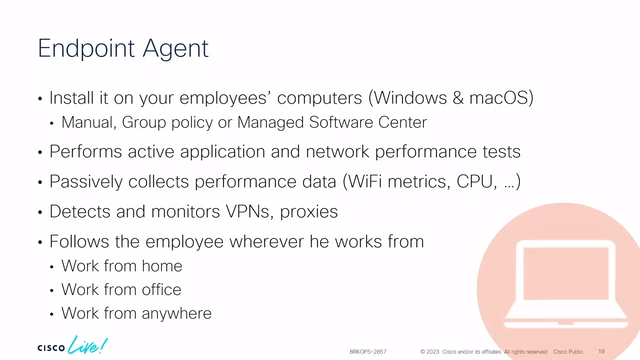 Endpoint Agent
• Install it on your employees' computers (Windows & macOS)
• Manual, Group policy or Managed Software Center
• Performs active application and network performance tests
• Passively collects performance data (WiFi metrics, CPU, ...)
• Detects and monitors VPNs, proxies
• Follows the employee wherever he works from
• Work from home
• Work from office
• Work from anywhere
CISCO Live!
BRKOPS-2857
© 2023 Cisco and/or its affiliates. All rights reserved. Cisco Public
19